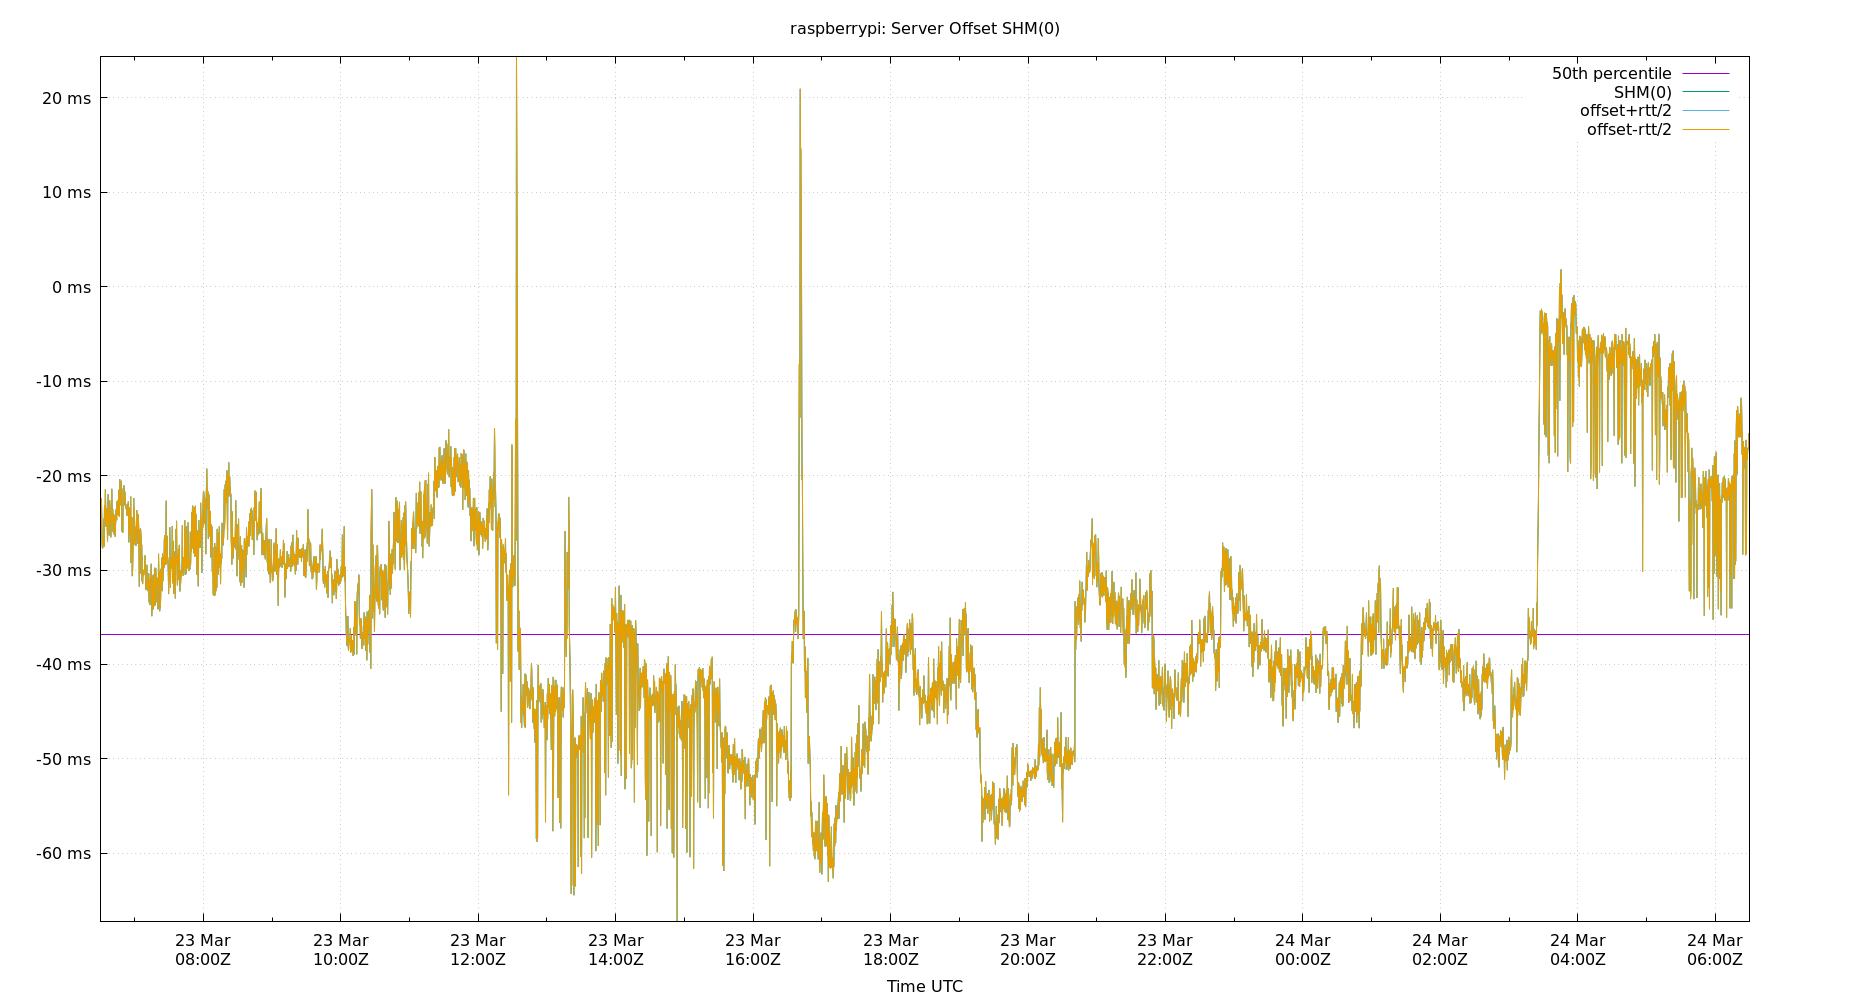 raspberrypi: Server Offset SHM(0)
50th percentile
SHM(0)
offset+rtt/2
offset-rtt/2
20 ms
10 ms
0 ms
-10 ms
-20 ms
-30 ms
-40 ms
-50 ms
-60 ms
23 Mar 23 Mar 23 Mar 23 Mar 23 Mar 23 Mar 23 Mar 23 Mar 24 Mar 24 Mar 24 Mar 24 Mar
08:00Z 10:00Z 12:00Z 14:00Z 16:00Z 18:00Z 20:00Z 22:00Z 00:00Z 02:00Z 04:00Z 06:00Z
Time UTC